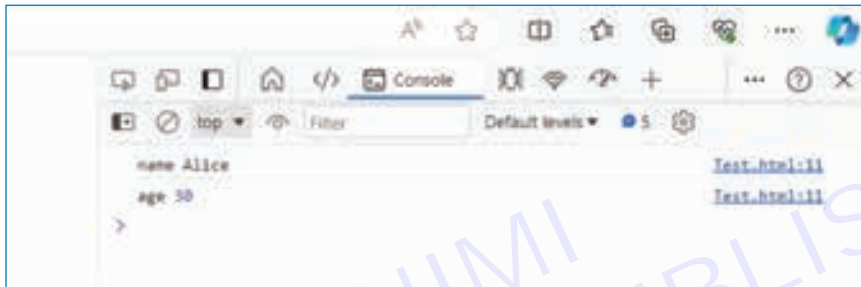 Console
top Filter Default levels 5
name Alice Test.html:11
age 30 Test.html:11
>